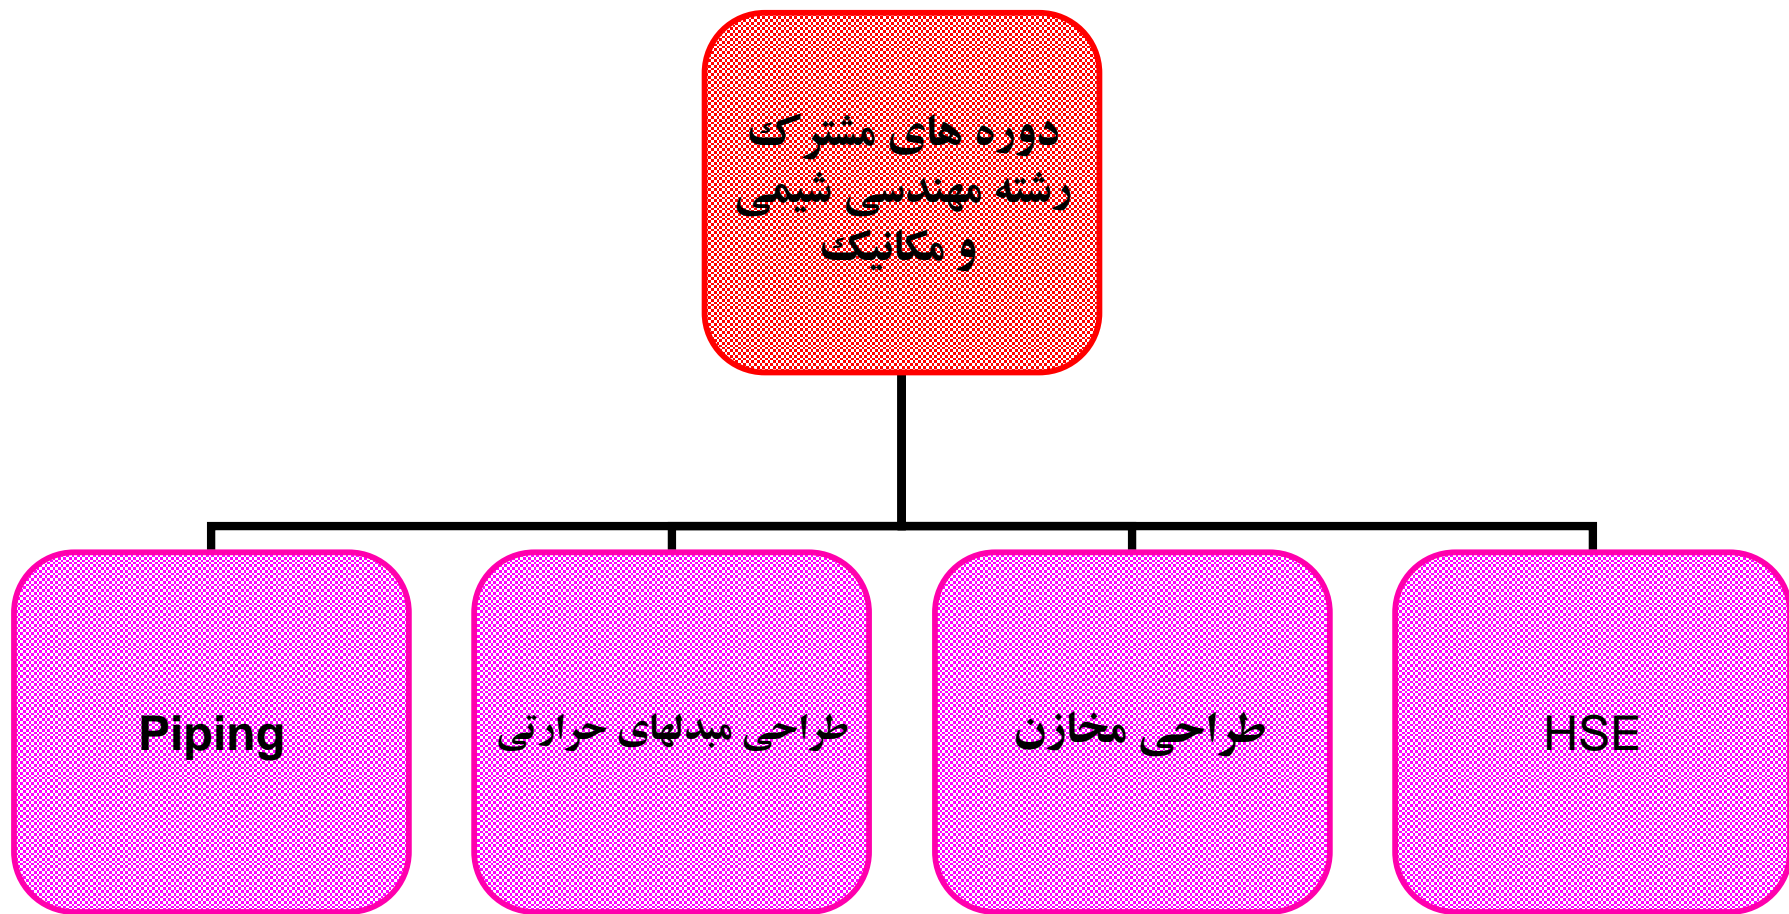 دوره های مشترک
رشته مهندسی شیمی
و مکانیک
HSE
طراحی مخازن
طراحی مبدلهای حرارتی
Piping